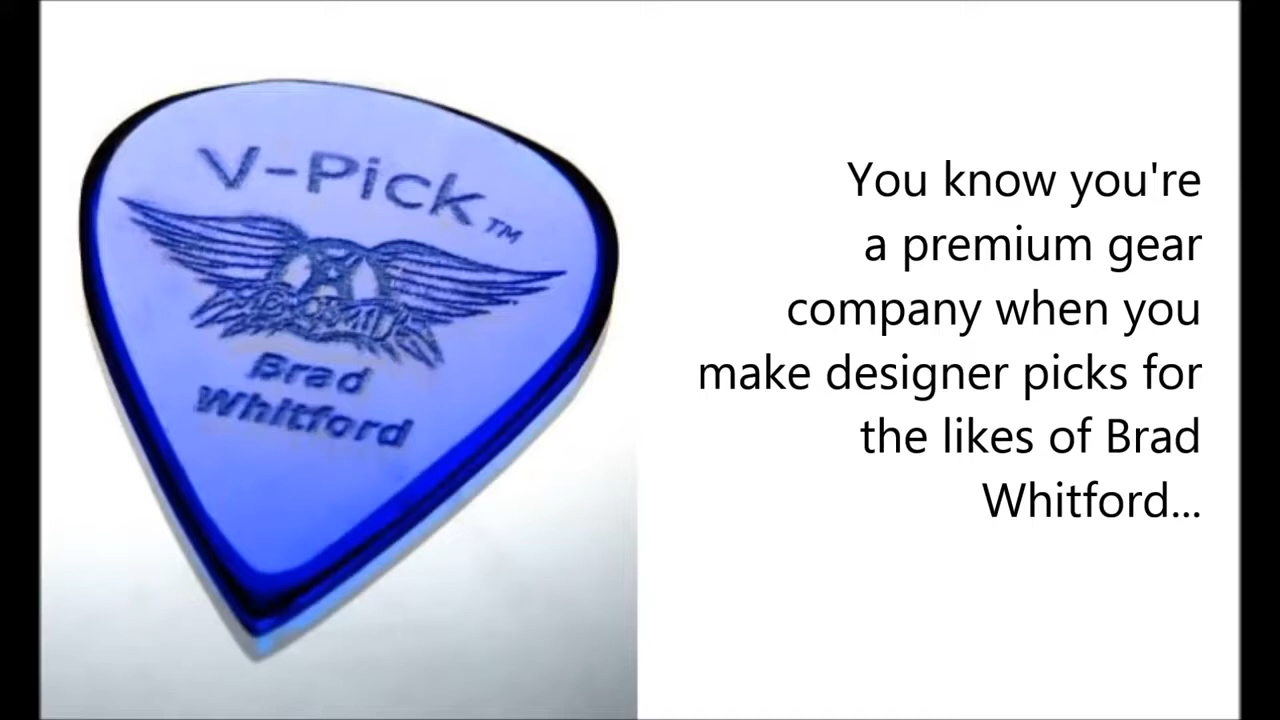 V-Pick™
Brad
Whitford
You know you're
a premium gear
company when you
make designer picks for
the likes of Brad
Whitford...